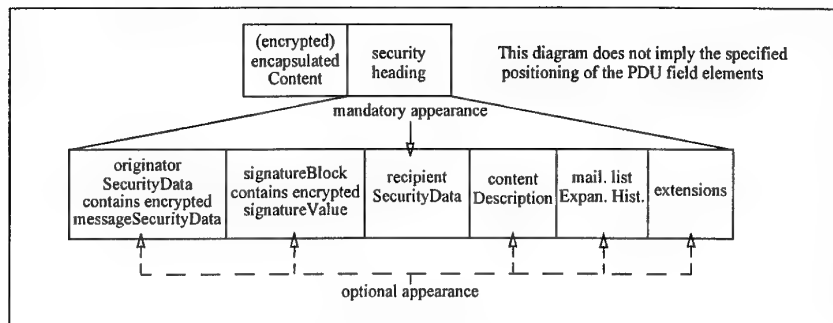 (encrypted)
encapsulated
Content
security
heading
This diagram does not imply the specified
positioning of the PDU field elements
mandatory appearance
originator
SecurityData
contains encrypted
messageSecurityData
signatureBlock
contains encrypted
signatureValue
recipient
SecurityData
content
Description
mail. list
Expan. Hist.
extensions
optional appearance